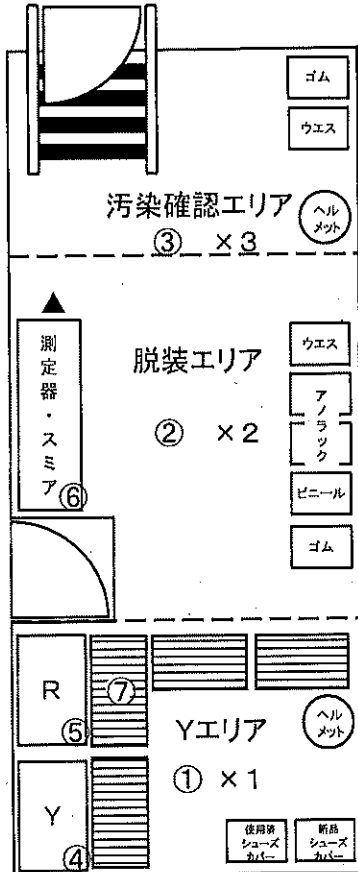 ゴム
ウエス
汚染確認エリア
ヘル
メット
③ ×3
測定器・スミア
⑥
脱装エリア
② ×2
ウエス
アノラック
ビニール
ゴム
R
⑤
⑦
Yエリア
ヘル
メット
① ×1
Y
④
使用済
シューズ
カバー
新品
シューズ
カバー